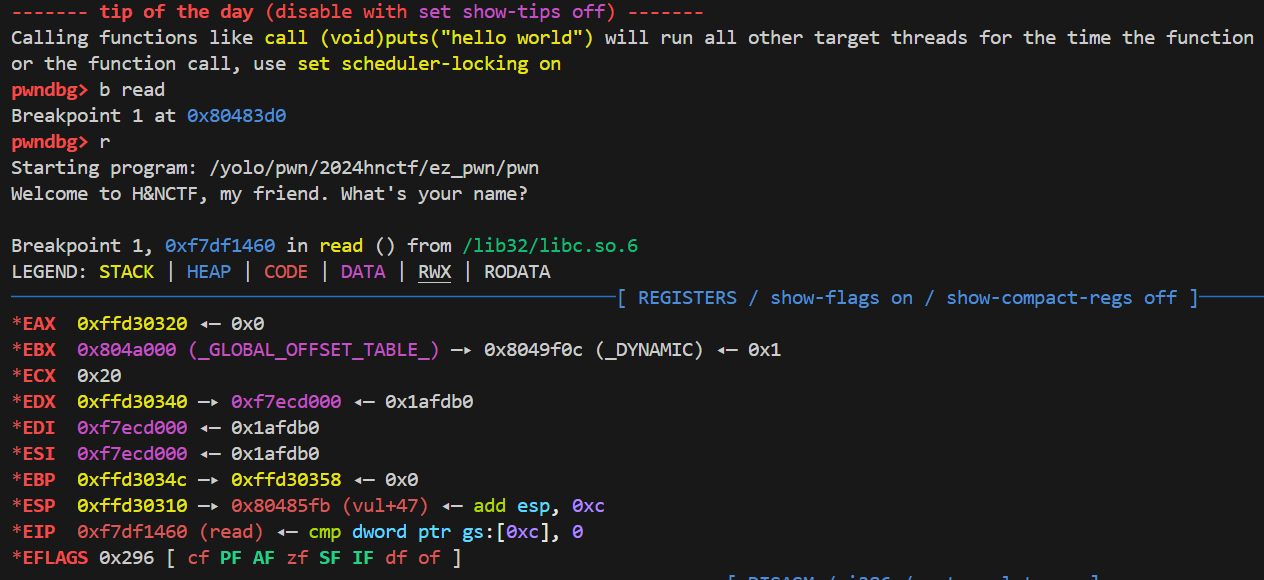 ------- tip of the day (disable with set show-tips off) -------
Calling functions like call (void)puts("hello world") will run all other target threads for the time the function
or the function call, use set scheduler-locking on
pwndbg> b read
Breakpoint 1 at 0x80483d0
pwndbg> r
Starting program: /yolo/pwn/2024hnctf/ez_pwn/pwn
Welcome to H&NCTF, my friend. What's your name?
Breakpoint 1, 0xf7df1460 in read () from /lib32/libc.so.6
LEGEND: STACK | HEAP | CODE | DATA | RWX | RODATA
[ REGISTERS / show-flags on / show-compact-regs off ]
*EAX  0xffd30320 ◂— 0x0
*EBX  0x804a000 (_GLOBAL_OFFSET_TABLE_) —▸ 0x8049f0c (_DYNAMIC) ◂— 0x1
*ECX  0x20
*EDX  0xffd30340 —▸ 0xf7ecd000 ◂— 0x1afdb0
*EDI  0xf7ecd000 ◂— 0x1afdb0
*ESI  0xf7ecd000 ◂— 0x1afdb0
*EBP  0xffd3034c —▸ 0xffd30358 ◂— 0x0
*ESP  0xffd30310 —▸ 0x80485fb (vul+47) ◂— add esp, 0xc
*EIP  0xf7df1460 (read) ◂— cmp dword ptr gs:[0xc], 0
*EFLAGS 0x296 [ cf PF AF zf SF IF df of ]